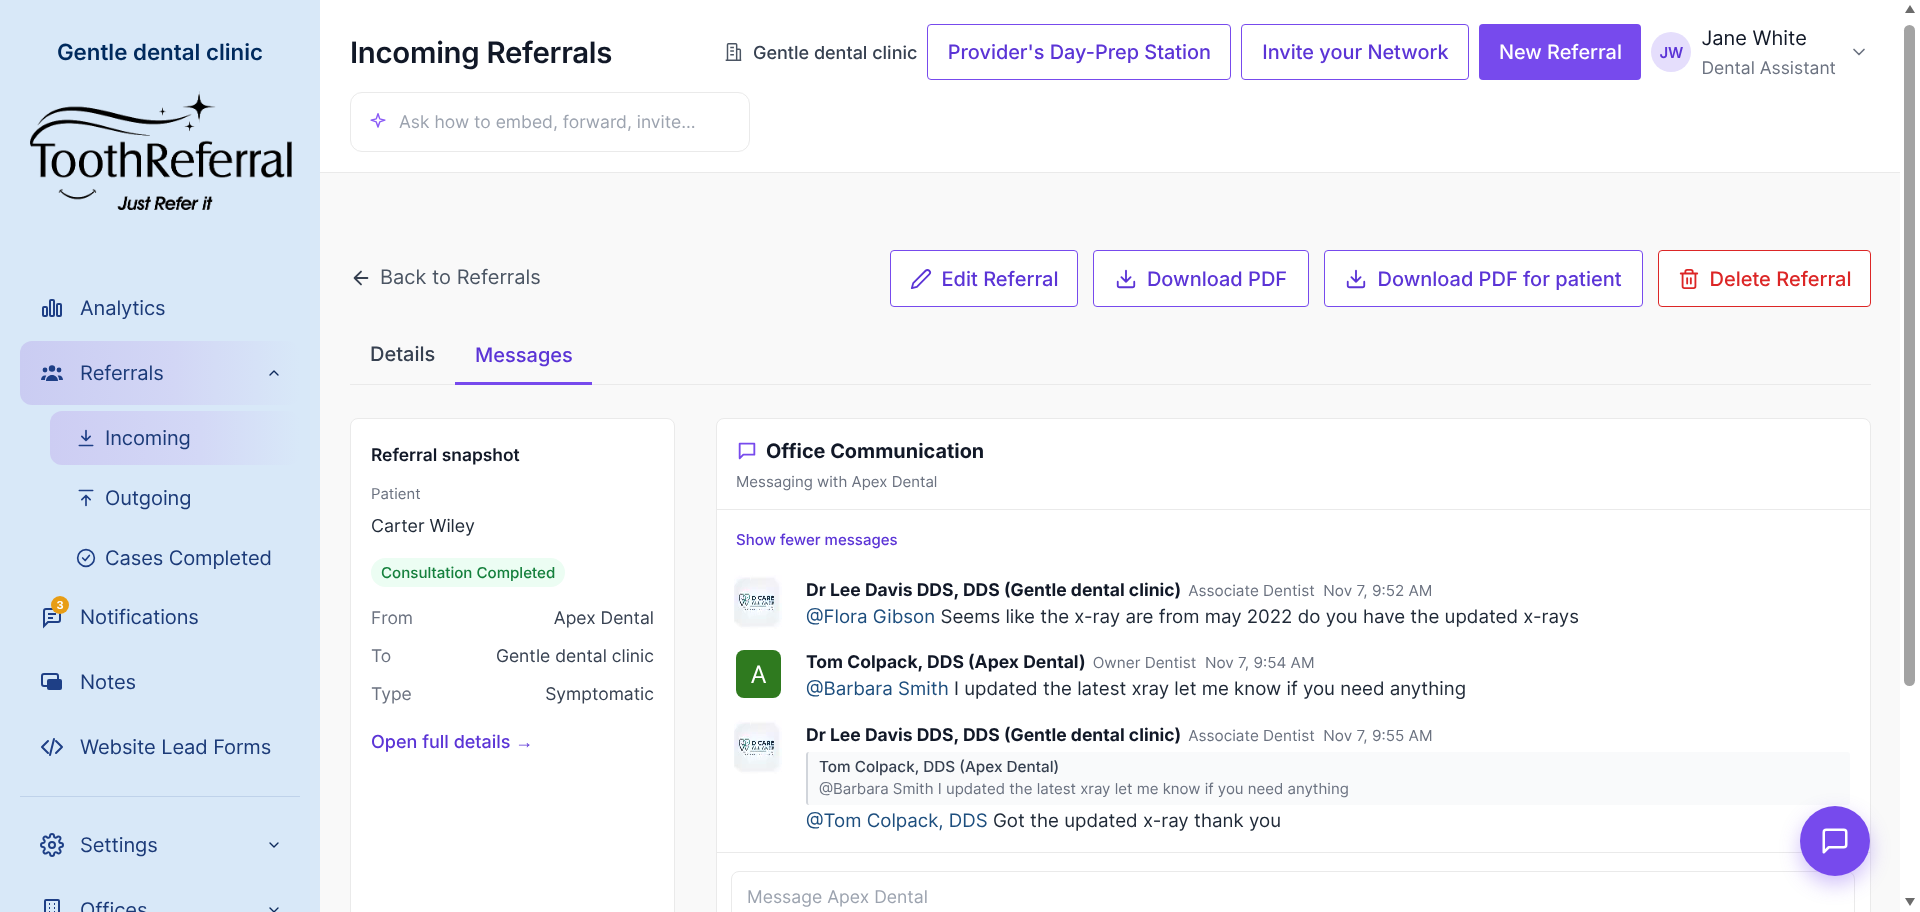 Gentle dental clinic
ToothReferral
Just Refer it
Analytics
Referrals
Incoming
Outgoing
Cases Completed
3
Notifications
Notes
Website Lead Forms
Settings
Offices
Incoming Referrals
Gentle dental clinic
Provider's Day-Prep Station
Invite your Network
New Referral
JW
Jane White
Dental Assistant
Ask how to embed, forward, invite...
Back to Referrals
Edit Referral
Download PDF
Download PDF for patient
Delete Referral
Details
Messages
Referral snapshot
Patient
Carter Wiley
Consultation Completed
From Apex Dental
To Gentle dental clinic
Type Symptomatic
Open full details →
Office Communication
Messaging with Apex Dental
Show fewer messages
Dr Lee Davis DDS, DDS (Gentle dental clinic) Associate Dentist Nov 7, 9:52 AM
@Flora Gibson Seems like the x-ray are from may 2022 do you have the updated x-rays
A
Tom Colpack, DDS (Apex Dental) Owner Dentist Nov 7, 9:54 AM
@Barbara Smith I updated the latest xray let me know if you need anything
Dr Lee Davis DDS, DDS (Gentle dental clinic) Associate Dentist Nov 7, 9:55 AM
Tom Colpack, DDS (Apex Dental)
@Barbara Smith I updated the latest xray let me know if you need anything
@Tom Colpack, DDS Got the updated x-ray thank you
Message Apex Dental